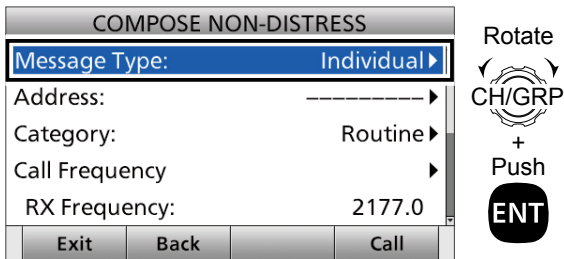 COMPOSE NON-DISTRESS
Message Type: Individual
Address: ---------
Category: Routine
Call Frequency
RX Frequency: 2177.0
Exit Back Call
Rotate
CH/GRP
+
Push
ENT